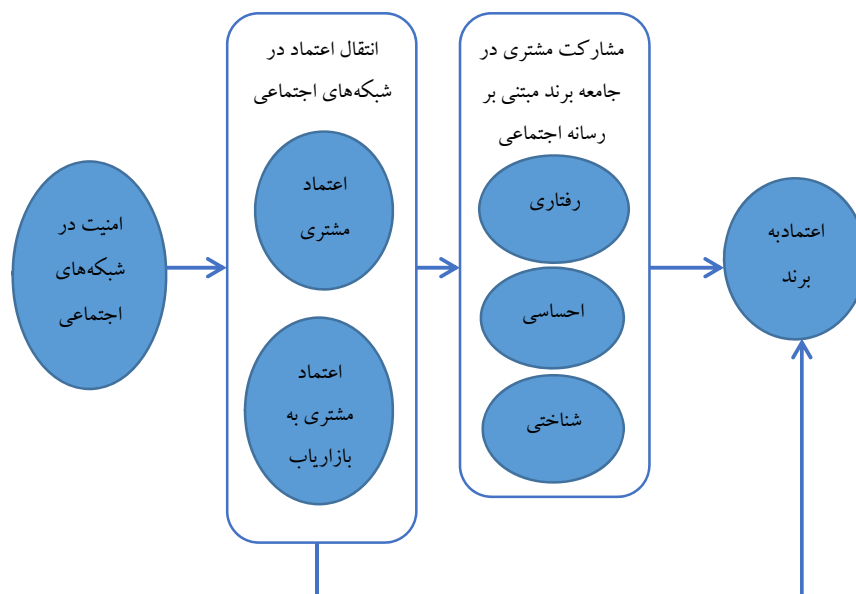 امنیت در
شبکه‌های
اجتماعی
انتقال اعتماد در
شبکه‌های اجتماعی
اعتماد
مشتری
اعتماد
مشتری به
بازاریاب
مشارکت مشتری در
جامعه برند مبتنی بر
رسانه اجتماعی
رفتاری
احساسی
شناختی
اعتمادبه
برند